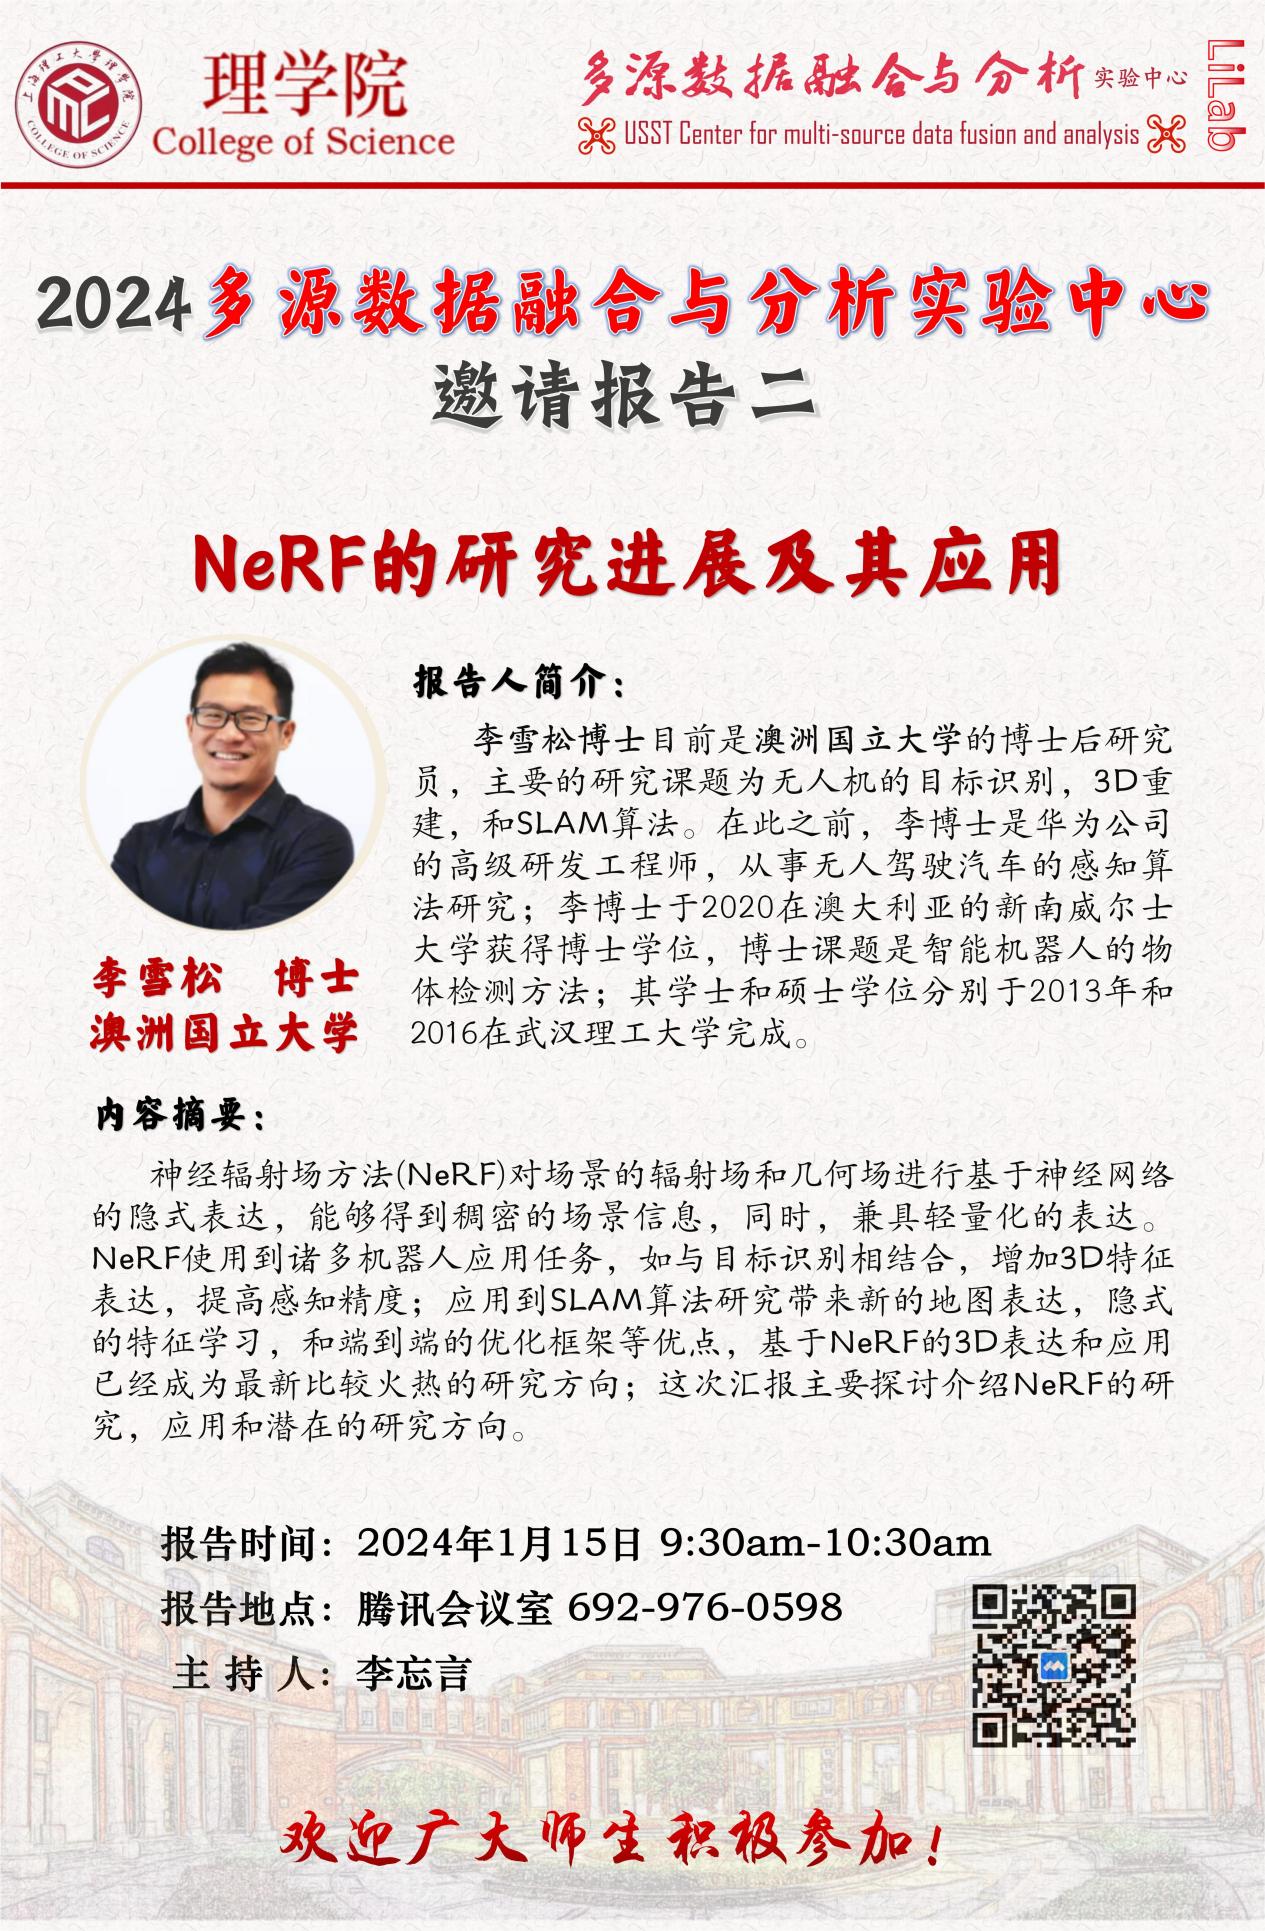 上海理工大学理学院
COLLEGE OF SCIENCE
SMC
理学院
College of Science
多源数据融合与分析 实验中心
USST Center for multi-source data fusion and analysis
LiLab
2024多源数据融合与分析实验中心
邀请报告二
NeRF的研究进展及其应用
报告人简介：
李雪松博士目前是澳洲国立大学的博士后研究
员，主要的研究课题为无人机的目标识别，3D重
建，和SLAM算法。在此之前，李博士是华为公司
的高级研发工程师，从事无人驾驶汽车的感知算
法研究；李博士于2020在澳大利亚的新南威尔士
大学获得博士学位，博士课题是智能机器人的物
体检测方法；其学士和硕士学位分别于2013年和
2016在武汉理工大学完成。
李雪松 博士
澳洲国立大学
内容摘要：
神经辐射场方法(NeRF)对场景的辐射场和几何场进行基于神经网络
的隐式表达，能够得到稠密的场景信息，同时，兼具轻量化的表达。
NeRF使用到诸多机器人应用任务，如与目标识别相结合，增加3D特征
表达，提高感知精度；应用到SLAM算法研究带来新的地图表达，隐式
的特征学习，和端到端的优化框架等优点，基于NeRF的3D表达和应用
已经成为最新比较火热的研究方向；这次汇报主要探讨介绍NeRF的研
究，应用和潜在的研究方向。
报告时间：2024年1月15日 9:30am-10:30am
报告地点：腾讯会议室 692-976-0598
主 持 人：李忘言
欢迎广大师生积极参加！